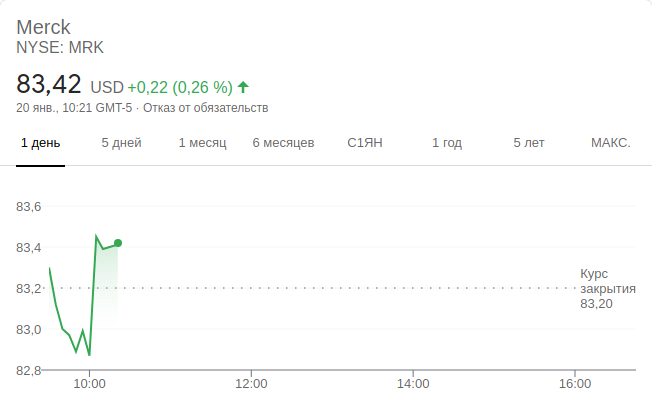 Merck
NYSE: MRK
83,42 USD +0,22 (0,26 %)
20 янв., 10:21 GMT-5 · Отказ от обязательств
1 день 5 дней 1 месяц 6 месяцев С1ЯН 1 год 5 лет МАКС.
83,6
83,4
83,2
83,0
82,8
Курс
закрытия
83,20
10:00 12:00 14:00 16:00